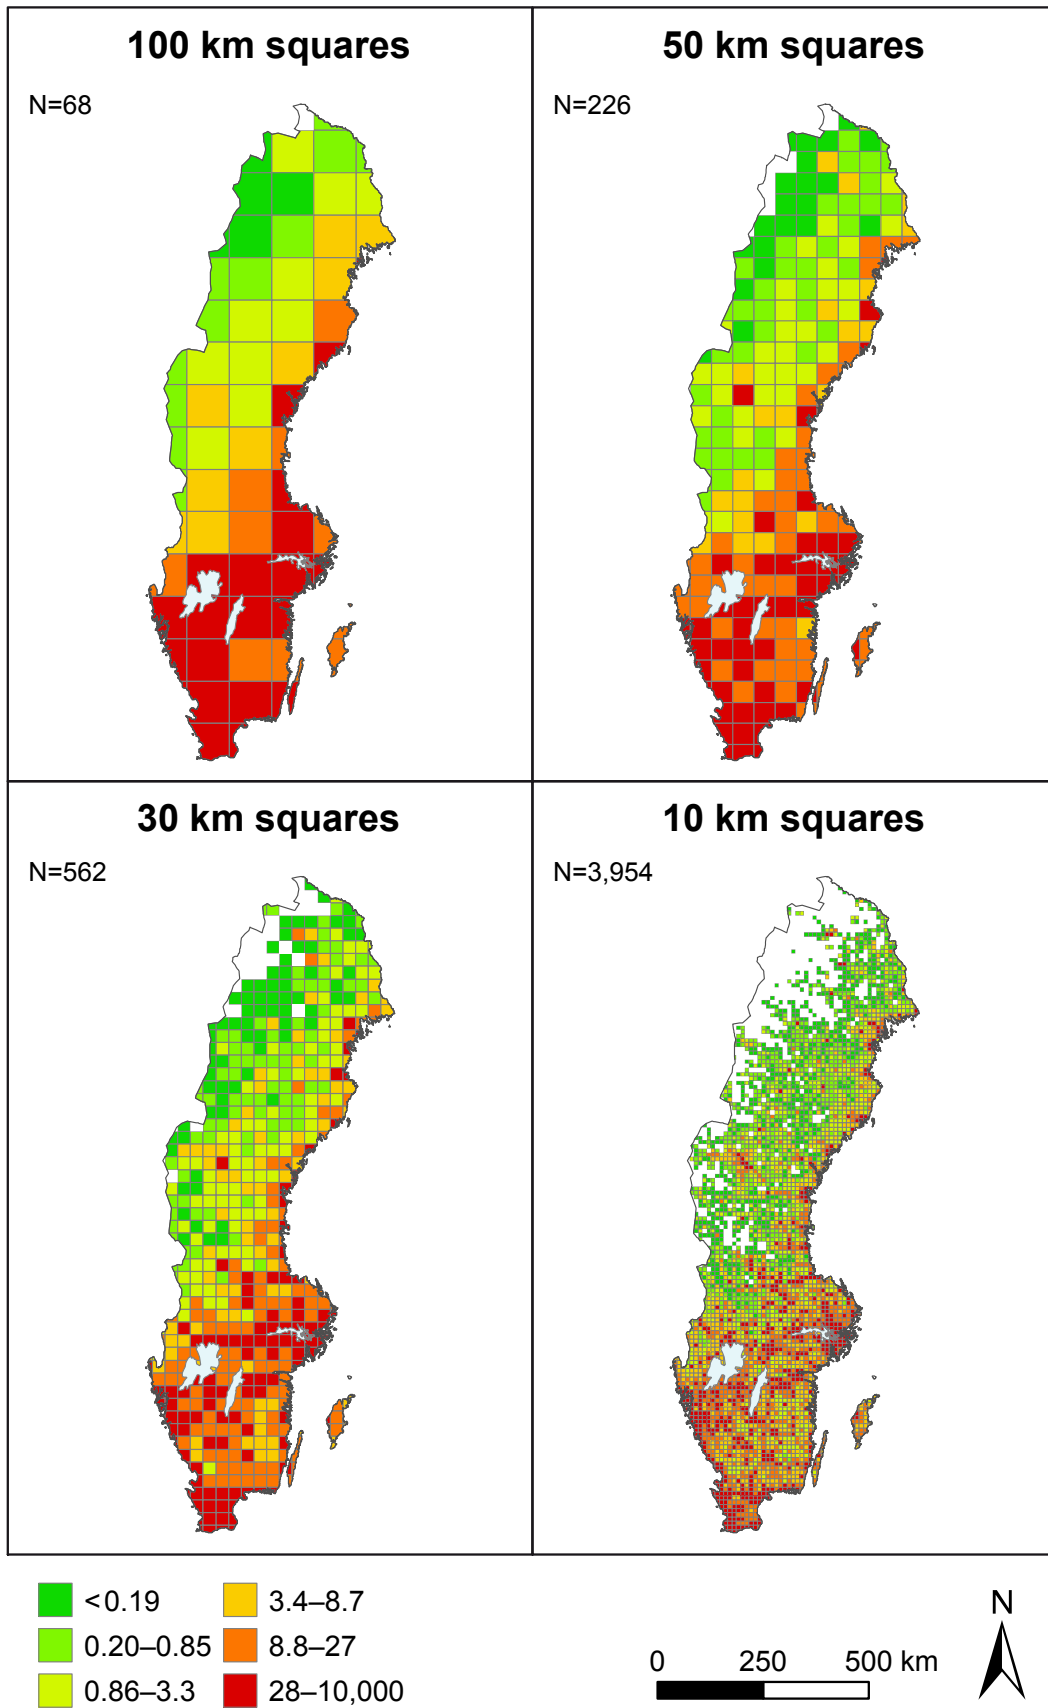 100 km squares
N=68
50 km squares
N=226
30 km squares
N=562
10 km squares
N=3,954
<0.19
0.20–0.85
0.86–3.3
3.4–8.7
8.8–27
28–10,000
0 250 500 km
N